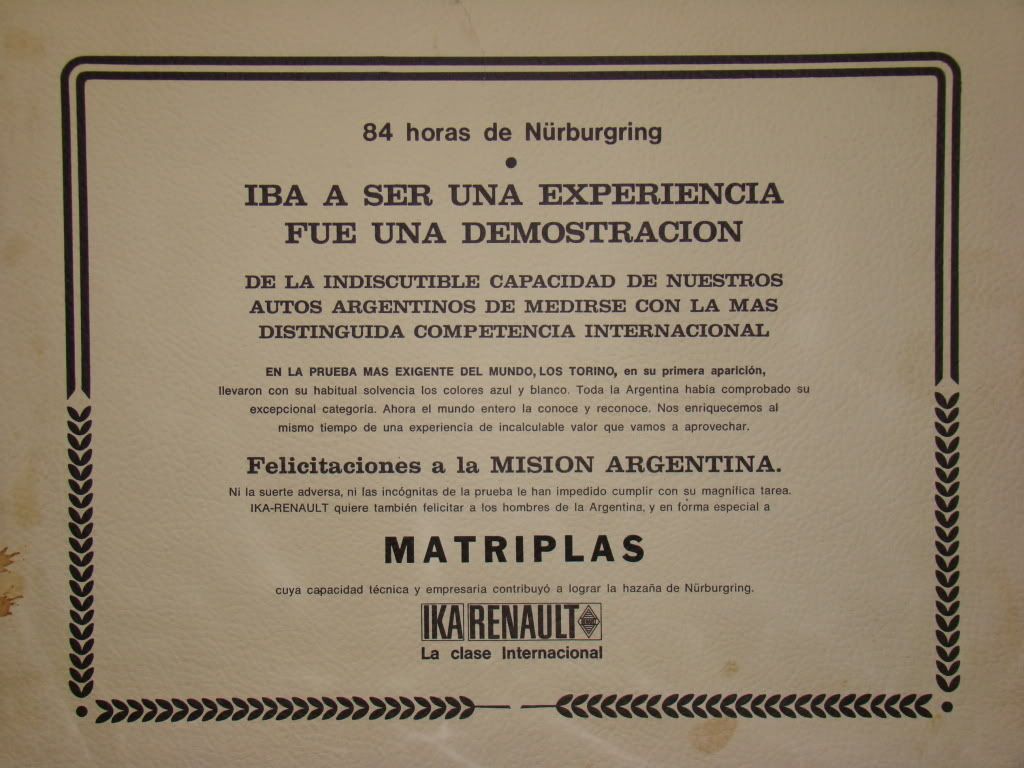 84 horas de Nürburgring
IBA A SER UNA EXPERIENCIA
FUE UNA DEMOSTRACION
DE LA INDISCUTIBLE CAPACIDAD DE NUESTROS
AUTOS ARGENTINOS DE MEDIRSE CON LA MAS
DISTINGUIDA COMPETENCIA INTERNACIONAL
EN LA PRUEBA MAS EXIGENTE DEL MUNDO, LOS TORINO, en su primera aparición,
llevaron con su habitual solvencia los colores azul y blanco. Toda la Argentina había comprobado su
excepcional categoría. Ahora el mundo entero la conoce y reconoce. Nos enriquecemos al
mismo tiempo de una experiencia de incalculable valor que vamos a aprovechar.
Felicitaciones a la MISION ARGENTINA.
Ni la suerte adversa, ni las incógnitas de la prueba le han impedido cumplir con su magnífica tarea.
IKA-RENAULT quiere también felicitar a los hombres de la Argentina, y en forma especial a
MATRIPLAS
cuya capacidad técnica y empresaria contribuyó a lograr la hazaña de Nürburgring.
IKA RENAULT
La clase Internacional